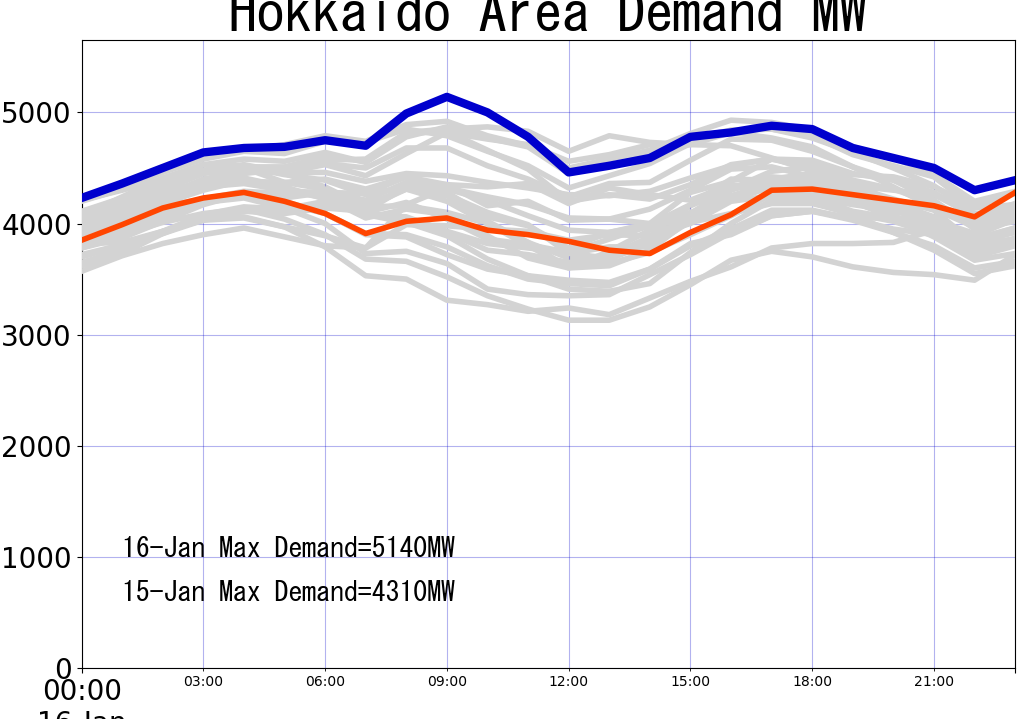 Hokkaido Area Demand MW
5000
4000
3000
2000
1000
0
16-Jan Max Demand=5140MW
15-Jan Max Demand=4310MW
00:00 03:00 06:00 09:00 12:00 15:00 18:00 21:00
16Jan